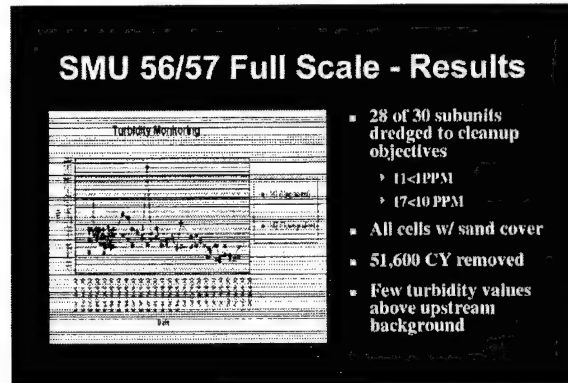 SMU 56/57 Full Scale - Results
Turbidity Monitoring
Date
▪ 28 of 30 subunits
dredged to cleanup
objectives
11<1PPM
17<10 PPM
▪ All cells w/ sand cover
▪ 51,600 CY removed
▪ Few turbidity values
above upstream
background